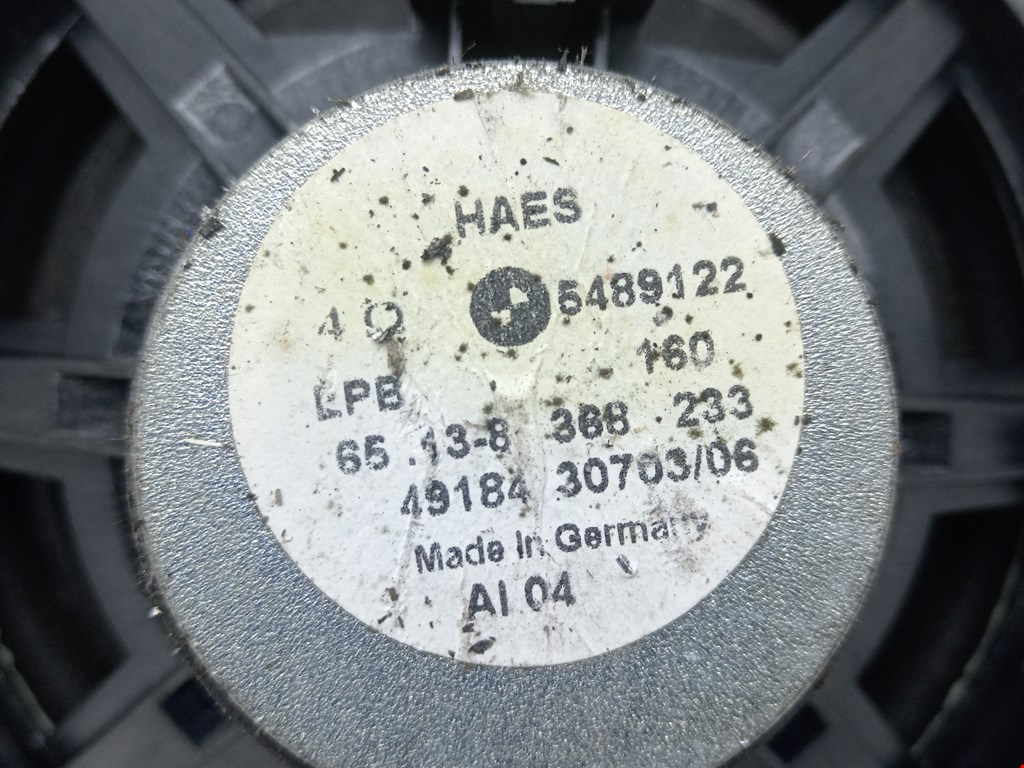 HAES
4 Ω 5489122
LPB 160
65.13-8 368.233
49184 30703/06
Made In Germany
AI 04